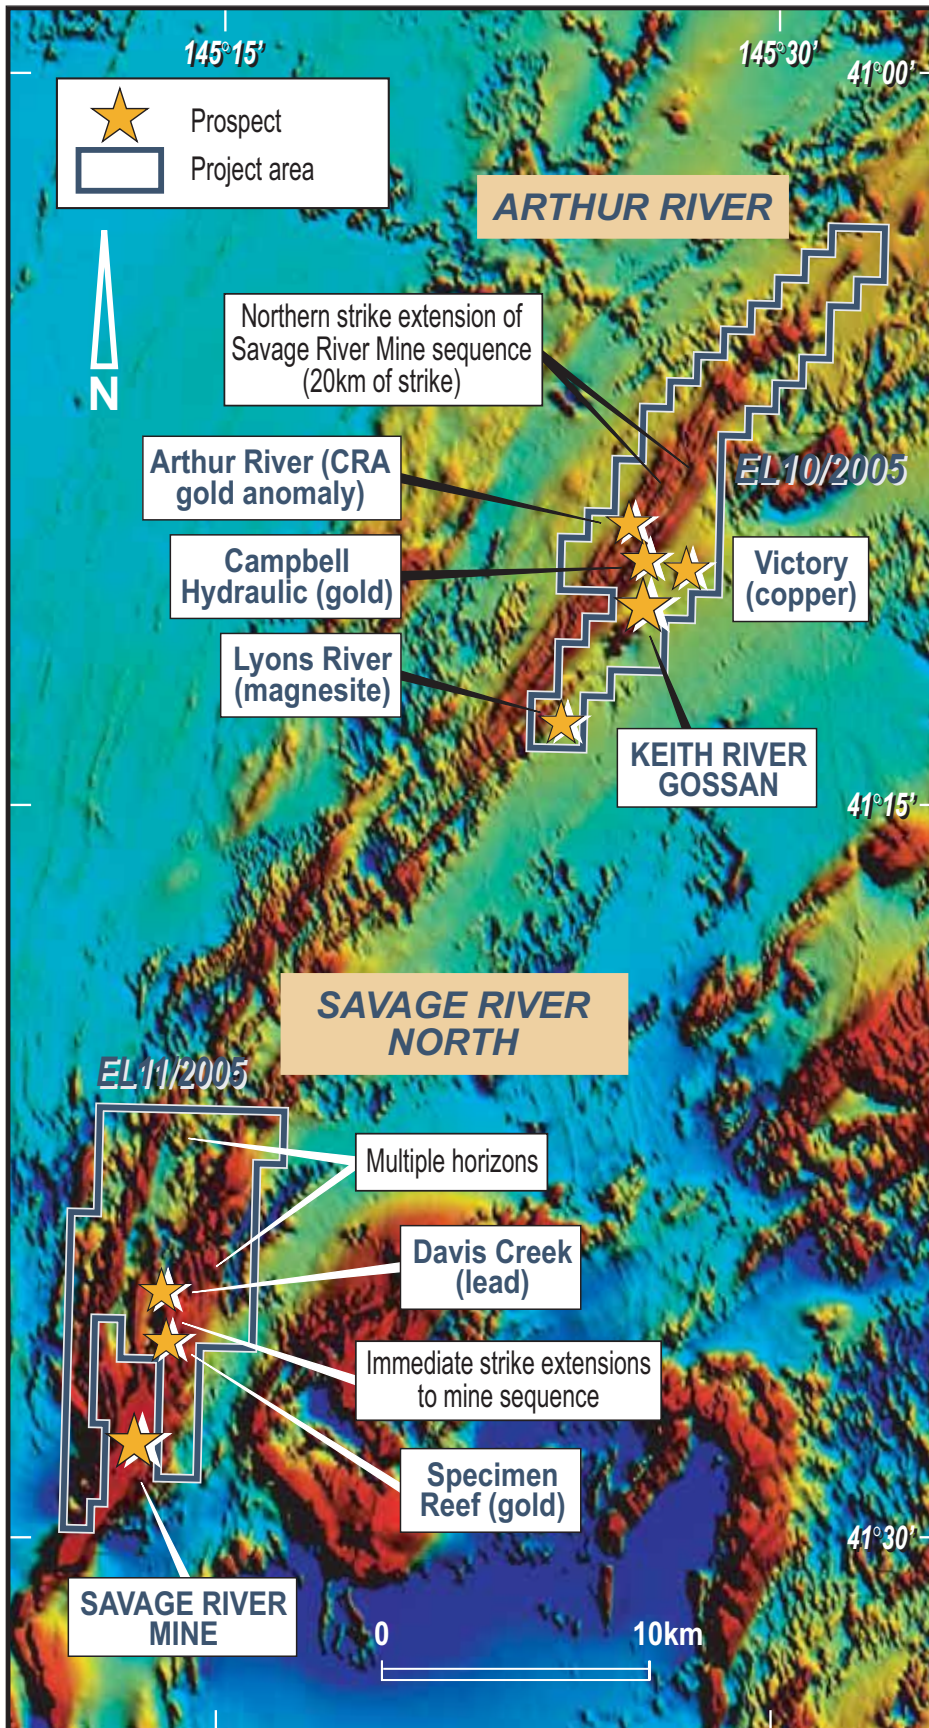 145°15'
145°30'
41°00'
Prospect
Project area
N
ARTHUR RIVER
Northern strike extension of
Savage River Mine sequence
(20km of strike)
Arthur River (CRA
gold anomaly)
EL10/2005
Campbell
Hydraulic (gold)
Victory
(copper)
Lyons River
(magnesite)
KEITH RIVER
GOSSAN
41°15'
SAVAGE RIVER
NORTH
EL11/2005
Multiple horizons
Davis Creek
(lead)
Immediate strike extensions
to mine sequence
Specimen
Reef (gold)
41°30'
SAVAGE RIVER
MINE
0
10km